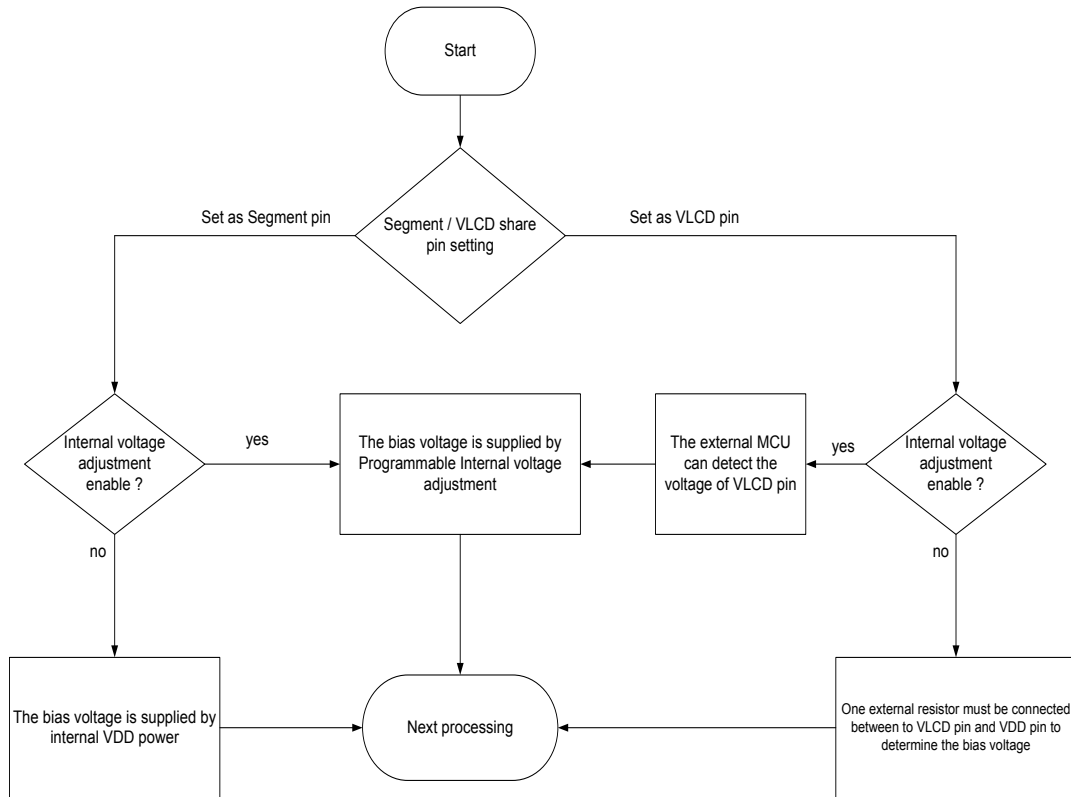 Start
Segment / VLCD share
pin setting
Set as Segment pin
Set as VLCD pin
Internal voltage
adjustment
enable ?
yes
no
The bias voltage is supplied by
Programmable Internal voltage
adjustment
The external MCU
can detect the
voltage of VLCD pin
yes
Internal voltage
adjustment
enable ?
no
The bias voltage is supplied by
internal VDD power
Next processing
One external resistor must be connected
between to VLCD pin and VDD pin to
determine the bias voltage